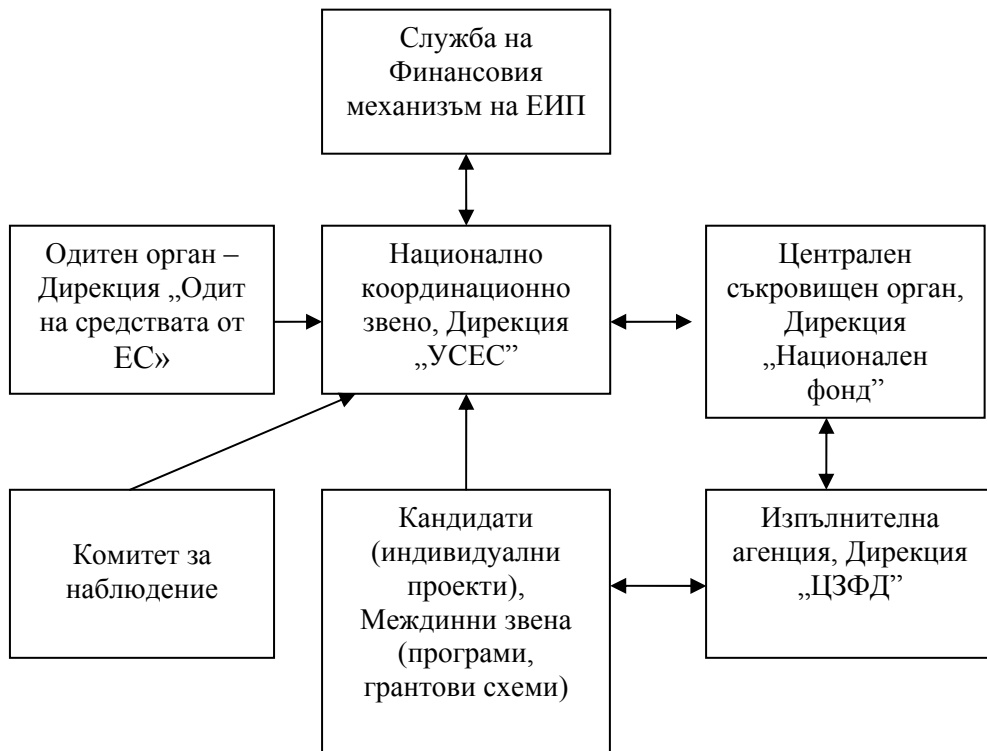 Служба на
Финансовия
механизъм на ЕИП
Одитен орган –
Дирекция „Одит
на средствата от
ЕС»
Национално
координационно
звено, Дирекция
„УСЕС”
Централен
съкровищен орган,
Дирекция
„Национален
фонд”
Комитет за
наблюдение
Кандидати
(индивидуални
проекти),
Междинни звена
(програми,
грантови схеми)
Изпълнителна
агенция, Дирекция
„ЦЗФД”